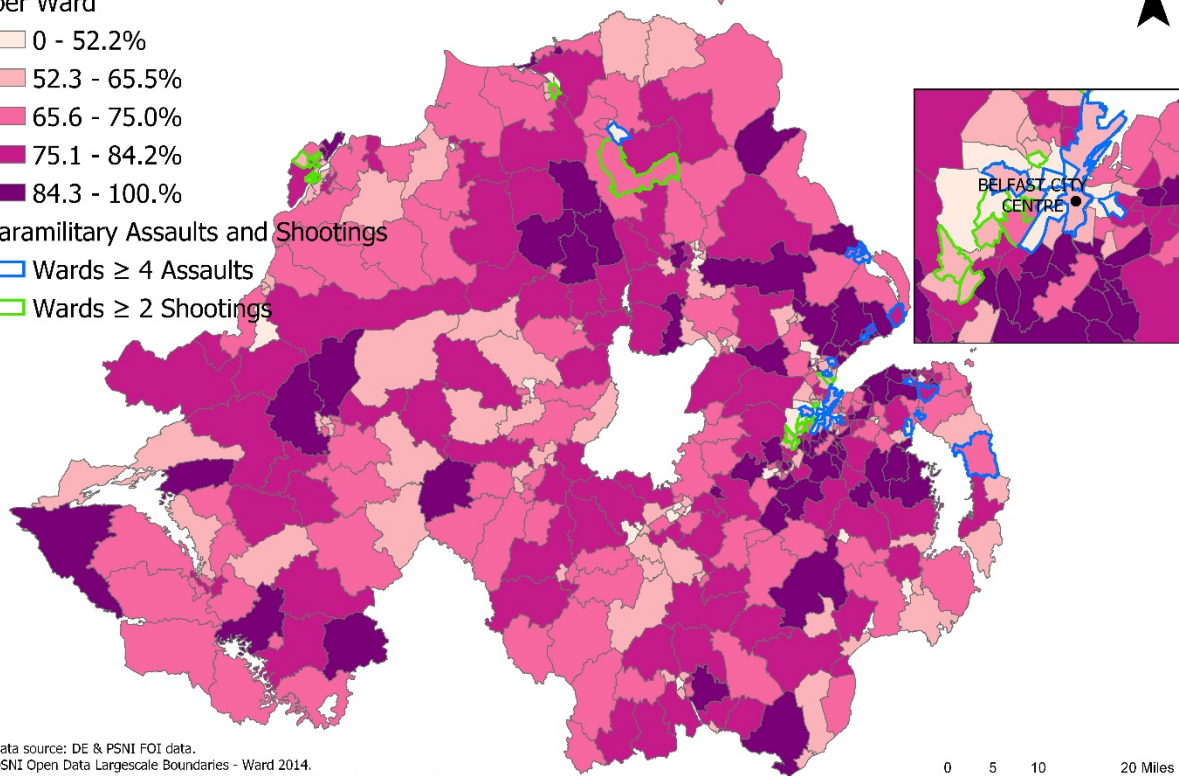 per Ward
0 - 52.2%
52.3 - 65.5%
65.6 - 75.0%
75.1 - 84.2%
84.3 - 100.%
aramilitary Assaults and Shootings
Wards ≥ 4 Assaults
Wards ≥ 2 Shootings
BELFAST CITY
CENTRE
ata source: DE & PSNI FOI data.
OSNI Open Data Largescale Boundaries - Ward 2014.
0 5 10 20 Miles